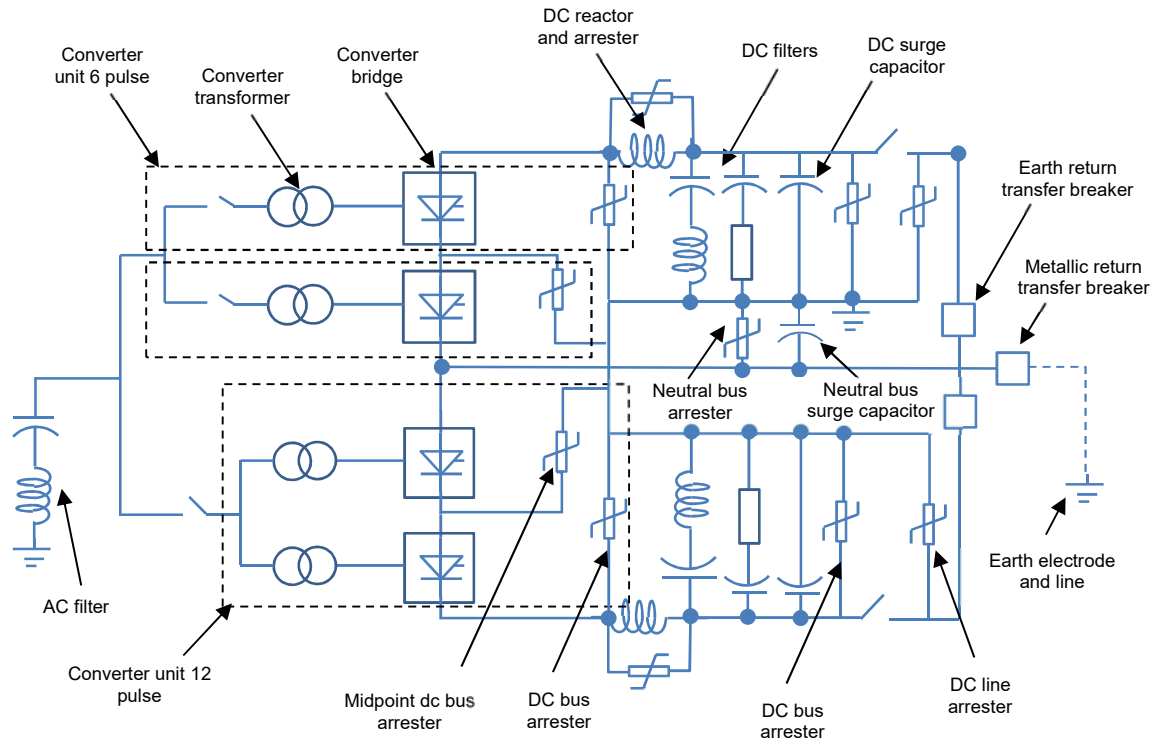 DC reactor
and arrester
Converter
unit 6 pulse
Converter
transformer
Converter
bridge
DC filters
DC surge
capacitor
Earth return
transfer breaker
Metallic return
transfer breaker
Neutral bus
arrester
Neutral bus
surge capacitor
AC filter
Earth electrode
and line
Converter unit 12
pulse
Midpoint dc bus
arrester
DC bus
arrester
DC bus
arrester
DC line
arrester